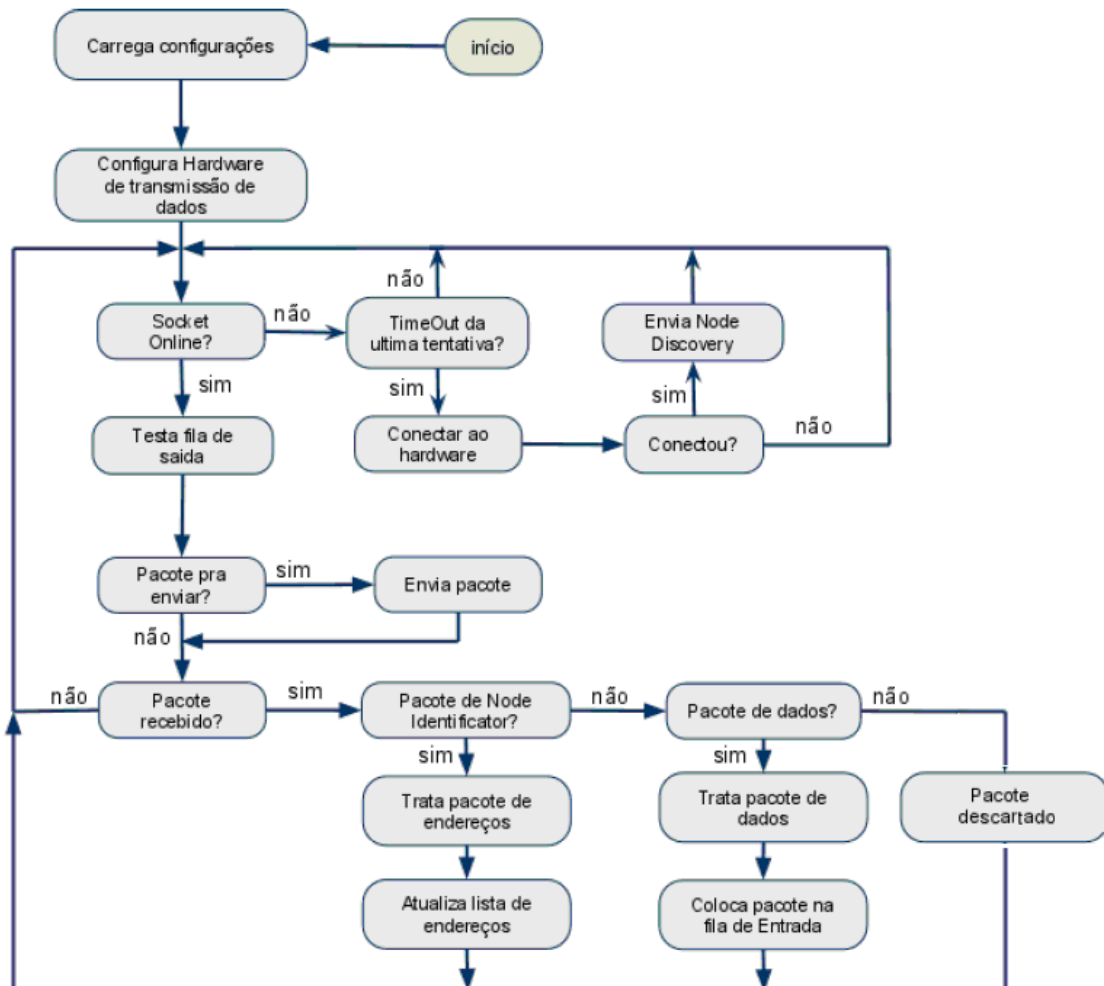 Carrega configurações
início
Configura Hardware
de transmissão de
dados
não
Socket
Online?
não
TimeOut da
ultima tentativa?
Envia Node
Discovery
sim
sim
sim
Testa fila de
saida
Conectar ao
hardware
Conectou?
não
Pacote pra
enviar?
sim
Envia pacote
não
não
Pacote
recebido?
sim
Pacote de Node
Identificator?
não
Pacote de dados?
não
sim
sim
Trata pacote de
endereços
Trata pacote de
dados
Pacote
descartado
Atualiza lista de
endereços
Coloca pacote na
fila de Entrada